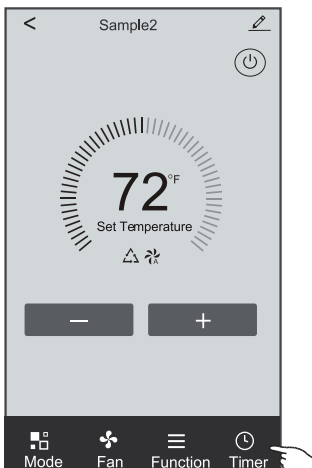 < Sample2
72°F
Set Temperature
A
− +
Mode Fan Function Timer